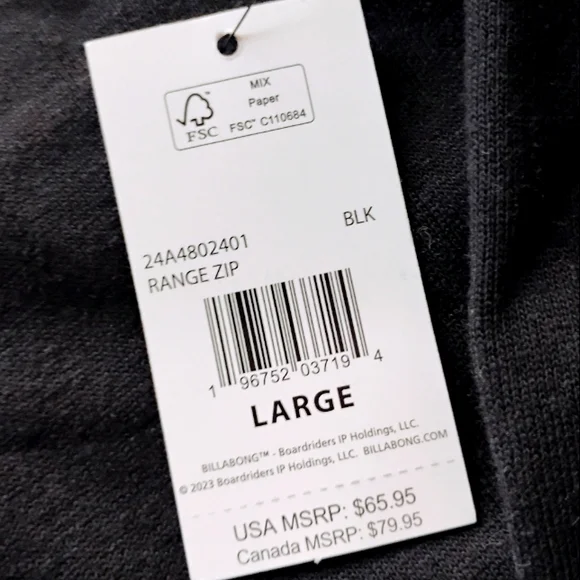 MIX
Paper
FSC
FSC™ C110684
BLK
24A4802401
RANGE ZIP
1 96752 03719 4
LARGE
BILLABONG™ - Boardriders IP Holdings, LLC.
© 2023 Boardriders IP Holdings, LLC. BILLABONG.COM
USA MSRP: $65.95
Canada MSRP: $79.95